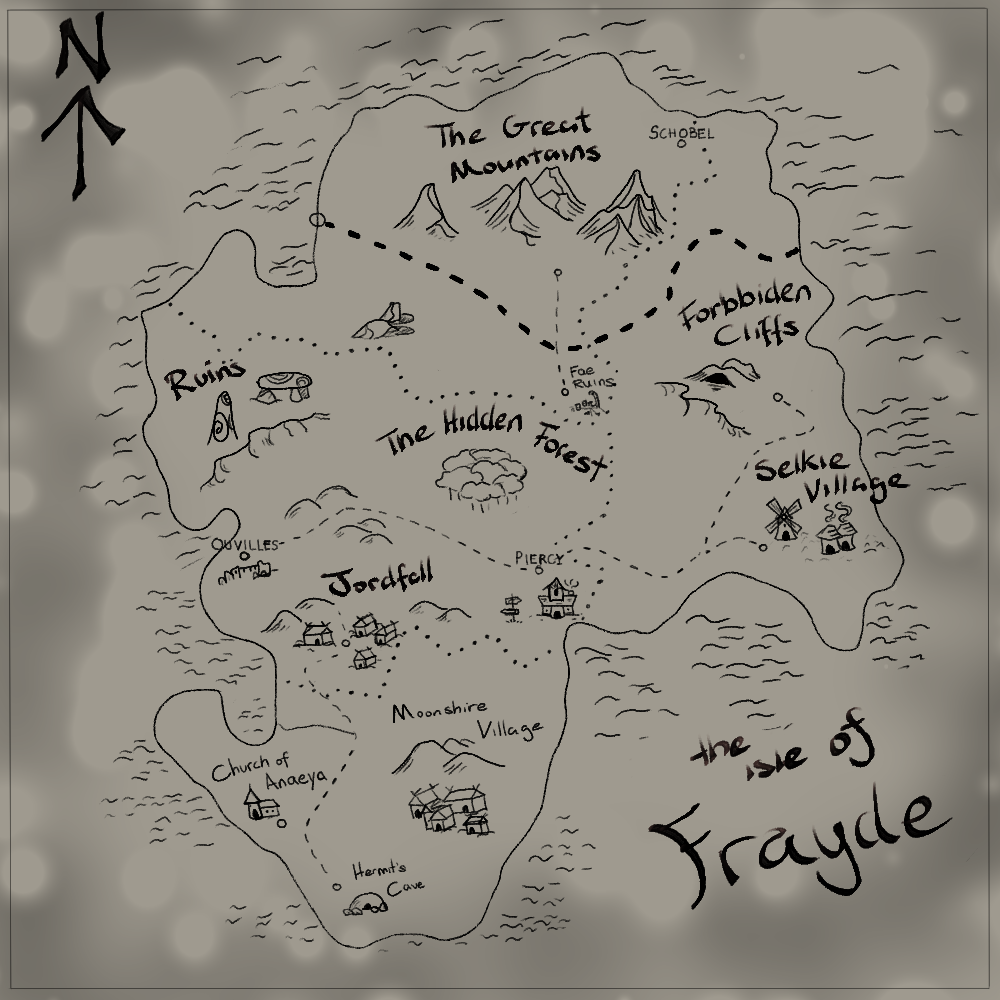 N
The Great
Mountains
SCHOBEL
Forbbiden
Cliffs
Ruins
Fae
Ruins
The Hidden
Forest
Selkie
Village
OUVILLES
PIERCY
Jordfall
Moonshire
Village
Church of
Anaeya
Hermit's
Cave
the
isle of
Frayde